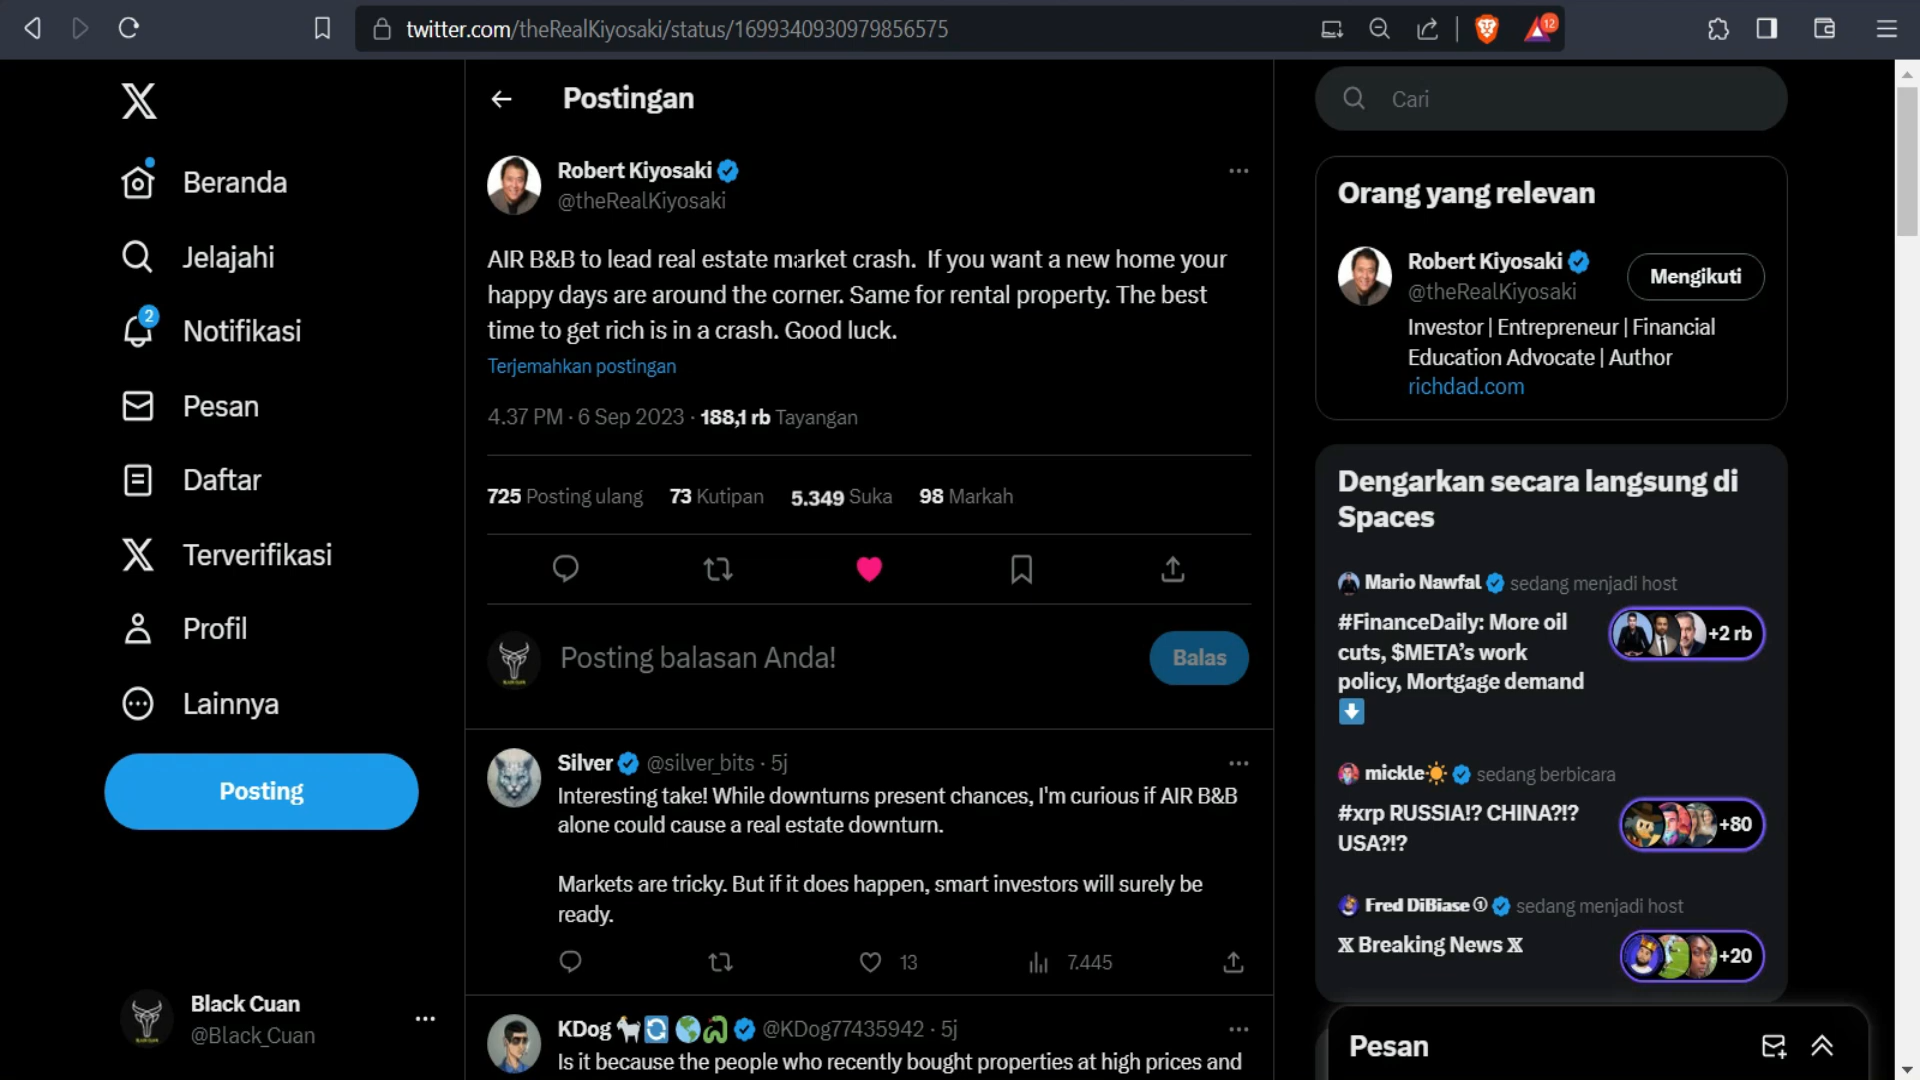 twitter.com/theRealKiyosaki/status/1699340930979856575
12
Beranda
Jelajahi
2
Notifikasi
Pesan
Daftar
Terverifikasi
Profil
Lainnya
Posting
Black Cuan
@Black_Cuan
Postingan
Robert Kiyosaki
@theRealKiyosaki
AIR B&B to lead real estate market crash.  If you want a new home your
happy days are around the corner. Same for rental property. The best
time to get rich is in a crash. Good luck.
Terjemahkan postingan
4.37 PM · 6 Sep 2023 · 188,1 rb Tayangan
725 Posting ulang 73 Kutipan 5.349 Suka 98 Markah
Posting balasan Anda!
Balas
Silver @silver_bits · 5j
Interesting take! While downturns present chances, I'm curious if AIR B&B
alone could cause a real estate downturn.
Markets are tricky. But if it does happen, smart investors will surely be
ready.
13 7.445
KDog @KDog77435942 · 5j
Is it because the people who recently bought properties at high prices and
Cari
Orang yang relevan
Robert Kiyosaki
@theRealKiyosaki
Mengikuti
Investor | Entrepreneur | Financial
Education Advocate | Author
richdad.com
Dengarkan secara langsung di
Spaces
Mario Nawfal sedang menjadi host
#FinanceDaily: More oil
cuts, $META’s work
policy, Mortgage demand
+2 rb
mickle sedang berbicara
#xrp RUSSIA!? CHINA?!?
USA?!?
+80
Fred DiBiase ① sedang menjadi host
𝕏 Breaking News 𝕏
+20
Pesan